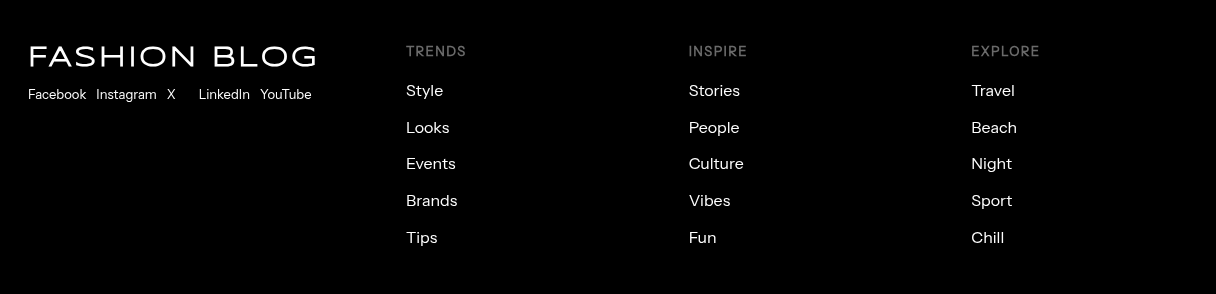 FASHION BLOG
Facebook Instagram X LinkedIn YouTube
TRENDS
Style
Looks
Events
Brands
Tips
INSPIRE
Stories
People
Culture
Vibes
Fun
EXPLORE
Travel
Beach
Night
Sport
Chill